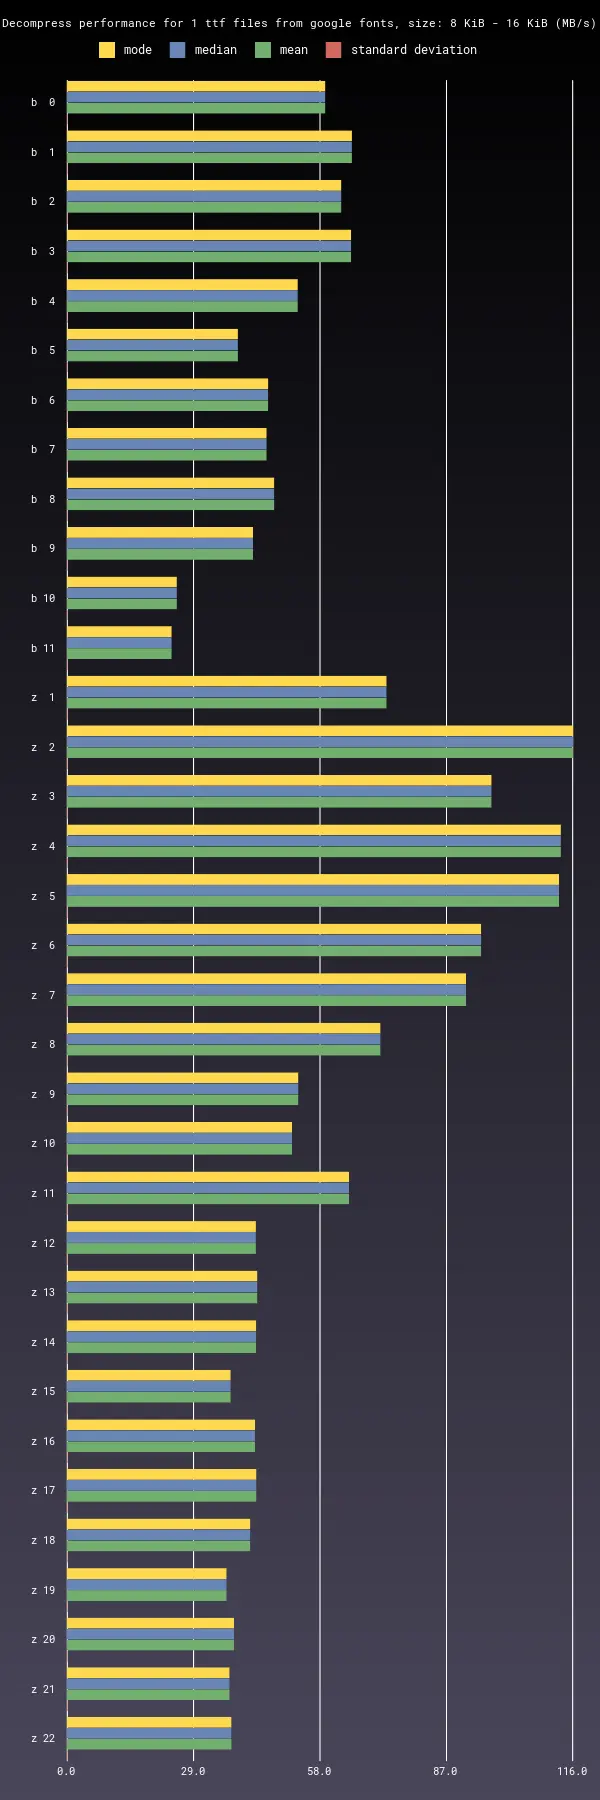 Decompress performance for 1 ttf files from google fonts, size: 8 KiB - 16 KiB (MB/s)
mode median mean standard deviation
b 0
b 1
b 2
b 3
b 4
b 5
b 6
b 7
b 8
b 9
b 10
b 11
z 1
z 2
z 3
z 4
z 5
z 6
z 7
z 8
z 9
z 10
z 11
z 12
z 13
z 14
z 15
z 16
z 17
z 18
z 19
z 20
z 21
z 22
0.0 29.0 58.0 87.0 116.0